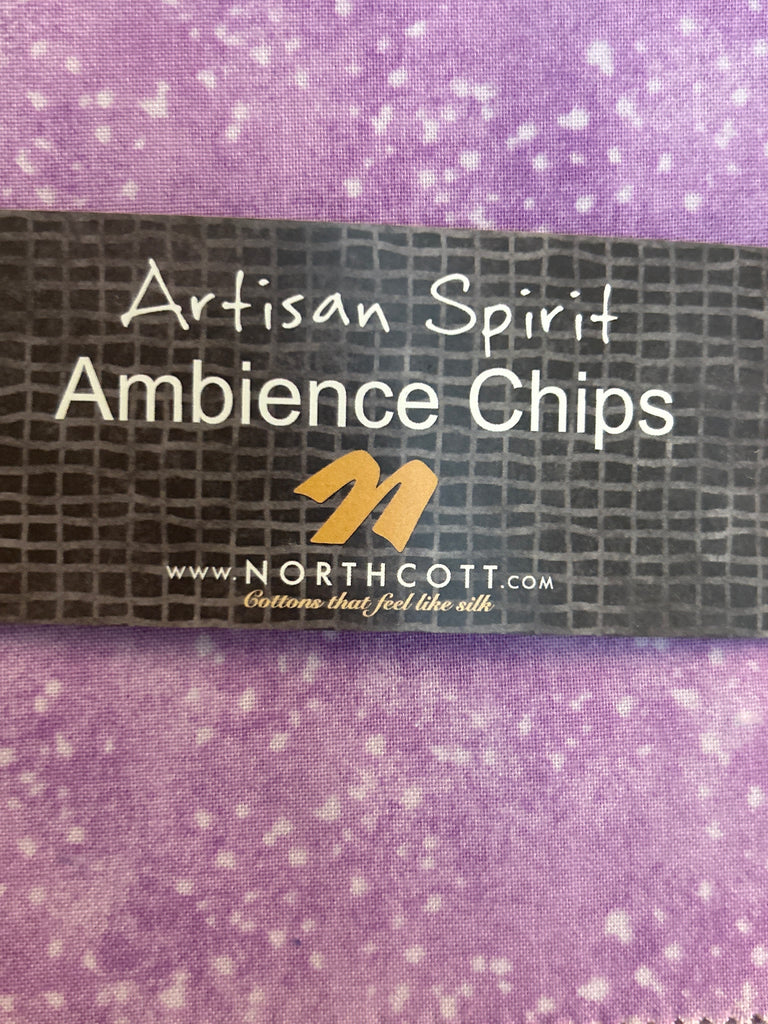 Artisan Spirit
Ambience Chips
www.NORTHCOTT.com
Cottons that feel like silk